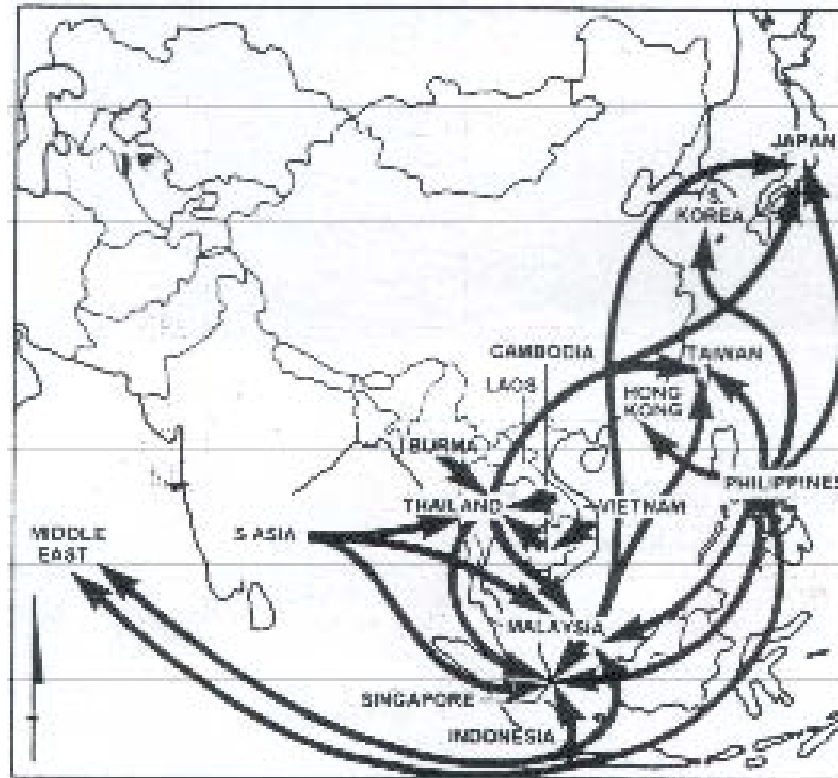 JAPAN
S.
KOREA
CAMBODIA
TAIWAN
LAOS
HONG
KONG
BURMA
PHILIPPINES
THAILAND
VIETNAM
MIDDLE
EAST
S ASIA
MALAYSIA
SINGAPORE
INDONESIA